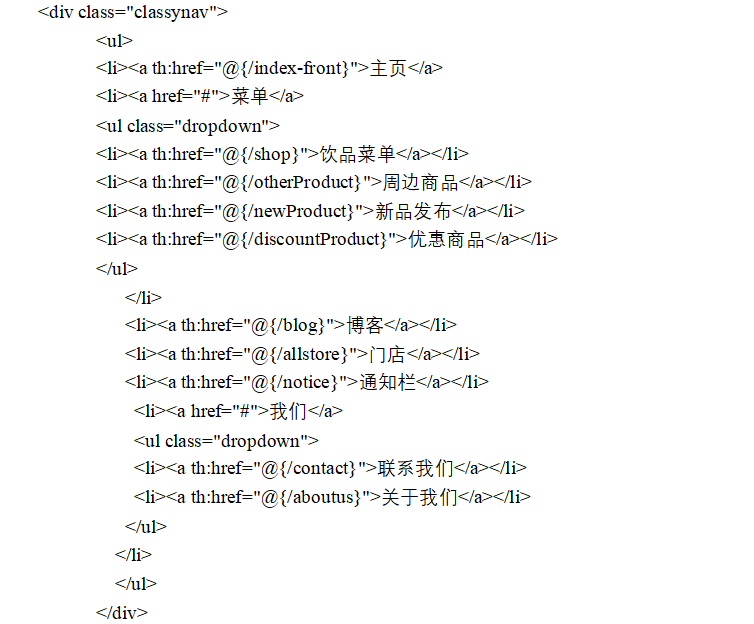 <div class="classynav">
<ul>
<li><a th:href="@{/index-front}">主页</a>
<li><a href="#">菜单</a>
<ul class="dropdown">
<li><a th:href="@{/shop}">饮品菜单</a></li>
<li><a th:href="@{/otherProduct}">周边商品</a></li>
<li><a th:href="@{/newProduct}">新品发布</a></li>
<li><a th:href="@{/discountProduct}">优惠商品</a></li>
</ul>
</li>
<li><a th:href="@{/blog}">博客</a></li>
<li><a th:href="@{/allstore}">门店</a></li>
<li><a th:href="@{/notice}">通知栏</a></li>
<li><a href="#">我们</a>
<ul class="dropdown">
<li><a th:href="@{/contact}">联系我们</a></li>
<li><a th:href="@{/aboutus}">关于我们</a></li>
</ul>
</li>
</ul>
</div>